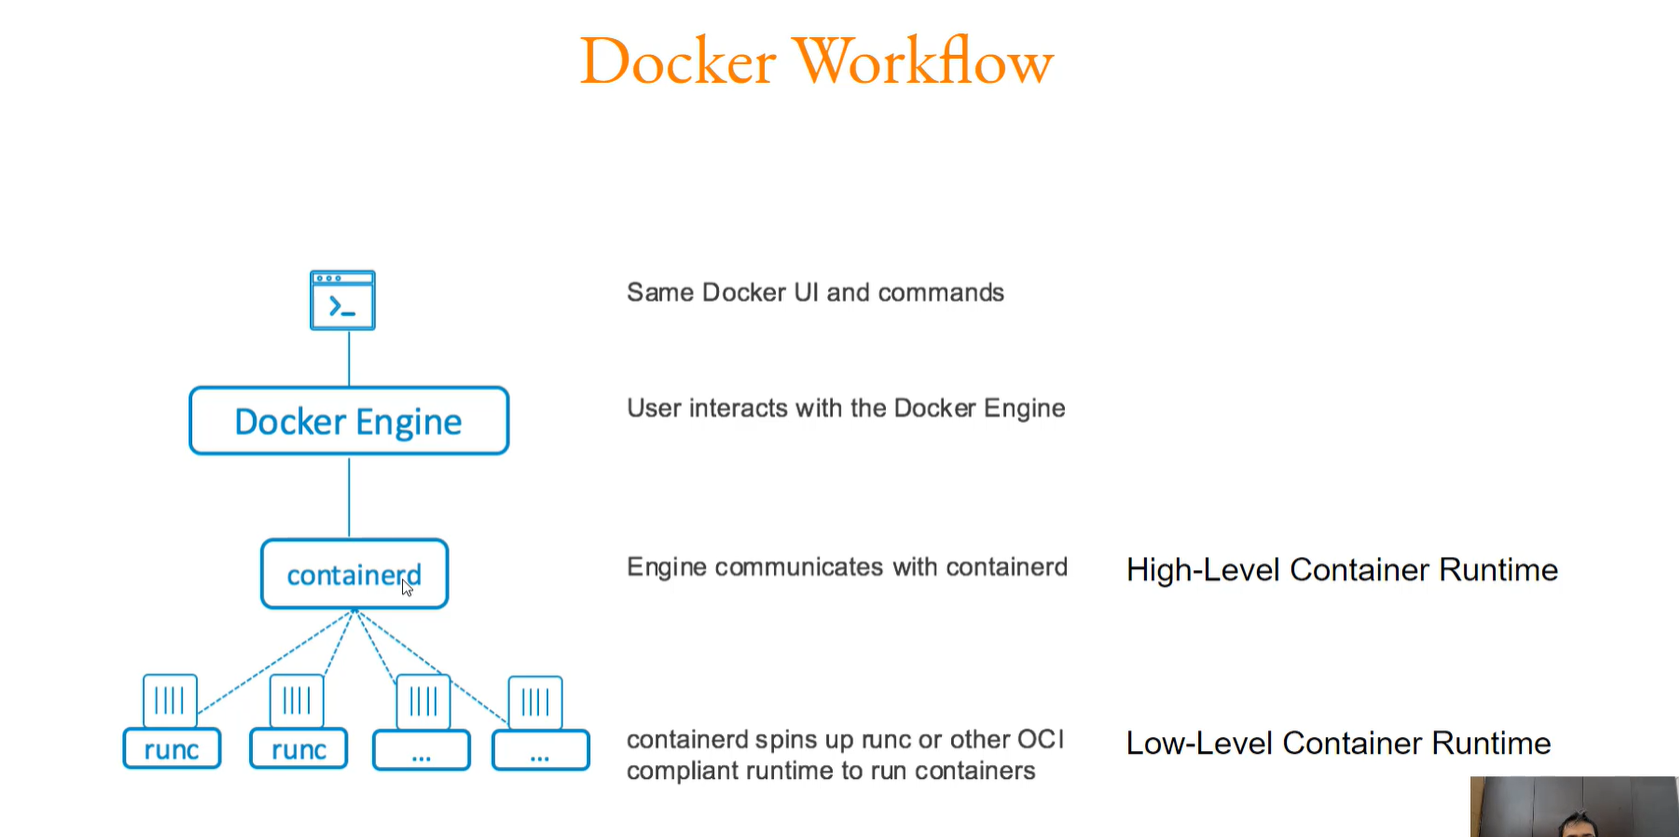 Docker Workflow
Same Docker UI and commands
Docker Engine
User interacts with the Docker Engine
containerd
Engine communicates with containerd
High-Level Container Runtime
runc
runc
...
...
containerd spins up runc or other OCI
compliant runtime to run containers
Low-Level Container Runtime